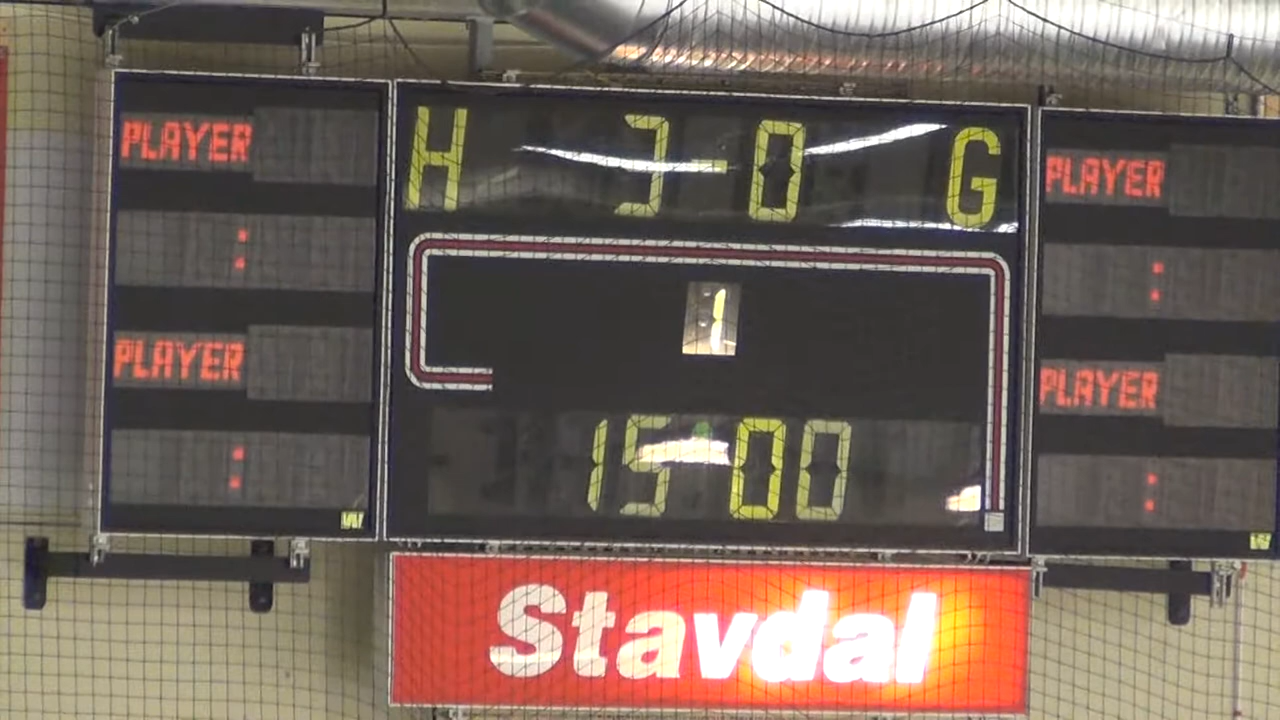 PLAYER
:
PLAYER
:
H 3-0 G
1
15:00
PLAYER
:
PLAYER
:
Stavdal